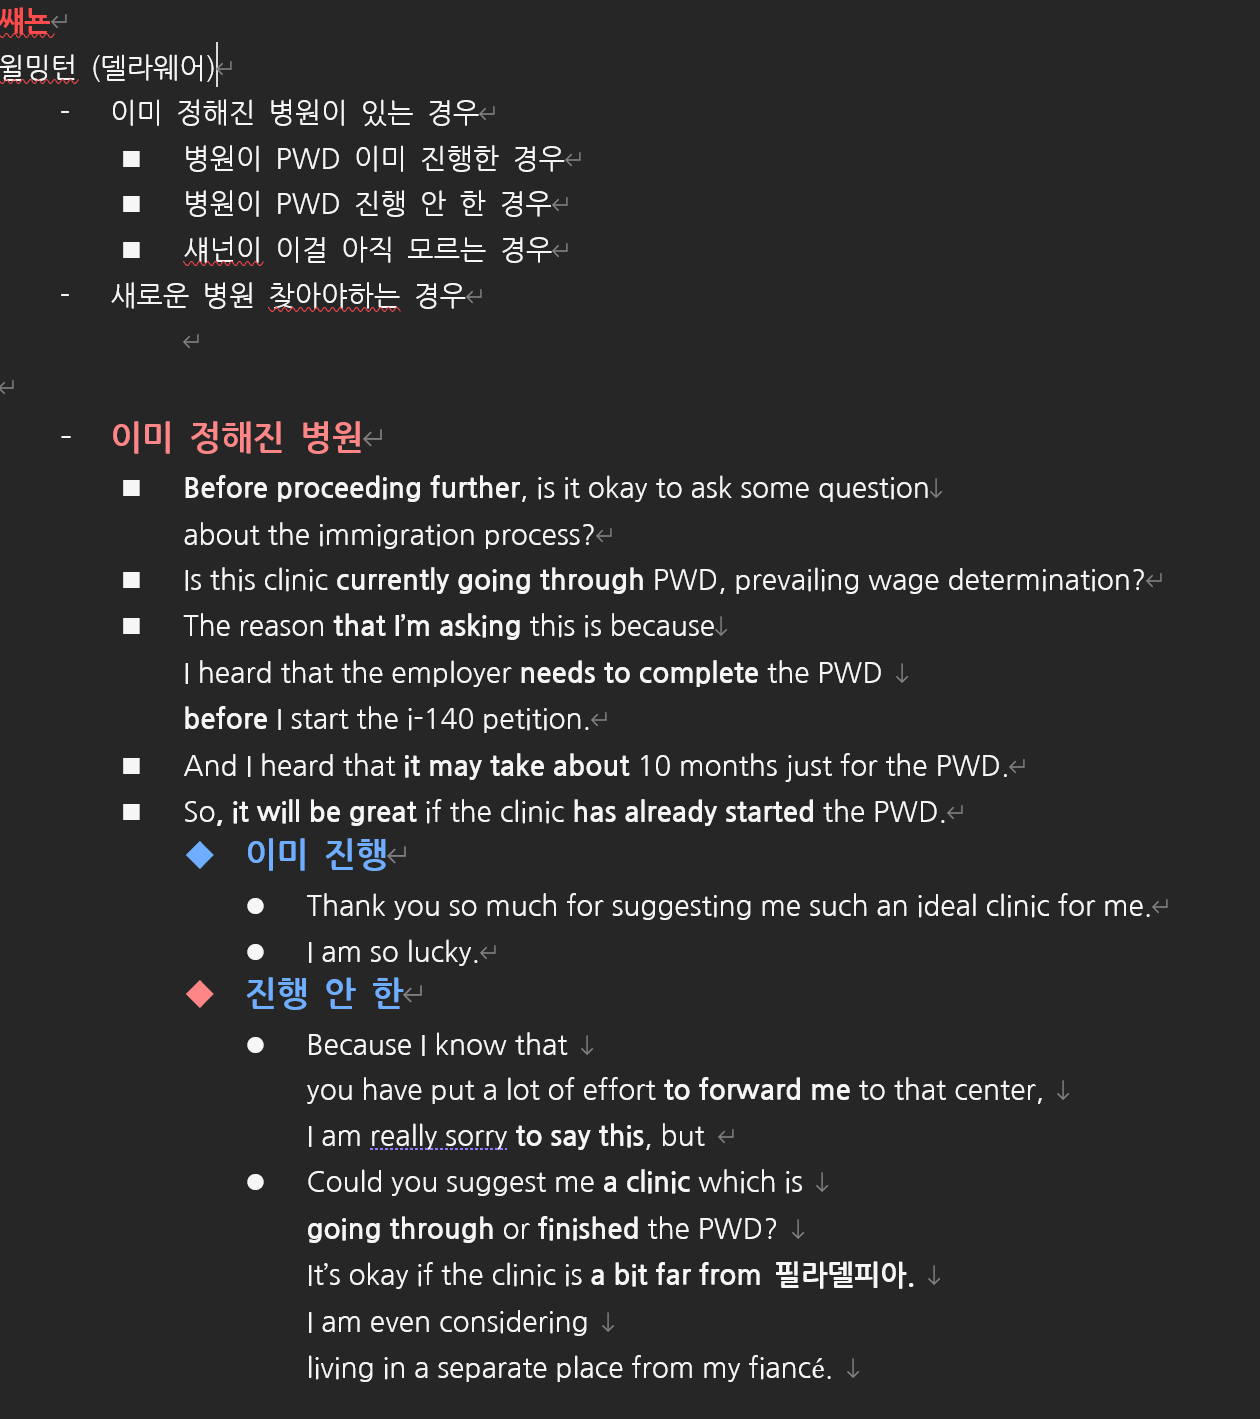 쌔뇬
윌밍턴 (델라웨어)
- 이미 정해진 병원이 있는 경우
■ 병원이 PWD 이미 진행한 경우
■ 병원이 PWD 진행 안 한 경우
■ 섀넌이 이걸 아직 모르는 경우
- 새로운 병원 찾아야하는 경우
- 이미 정해진 병원
■ Before proceeding further, is it okay to ask some question
about the immigration process?
■ Is this clinic currently going through PWD, prevailing wage determination?
■ The reason that I’m asking this is because
I heard that the employer needs to complete the PWD
before I start the i-140 petition.
■ And I heard that it may take about 10 months just for the PWD.
■ So, it will be great if the clinic has already started the PWD.
◆ 이미 진행
● Thank you so much for suggesting me such an ideal clinic for me.
● I am so lucky.
◆ 진행 안 한
● Because I know that
you have put a lot of effort to forward me to that center,
I am really sorry to say this, but
● Could you suggest me a clinic which is
going through or finished the PWD?
It’s okay if the clinic is a bit far from 필라델피아.
I am even considering
living in a separate place from my fiancé.